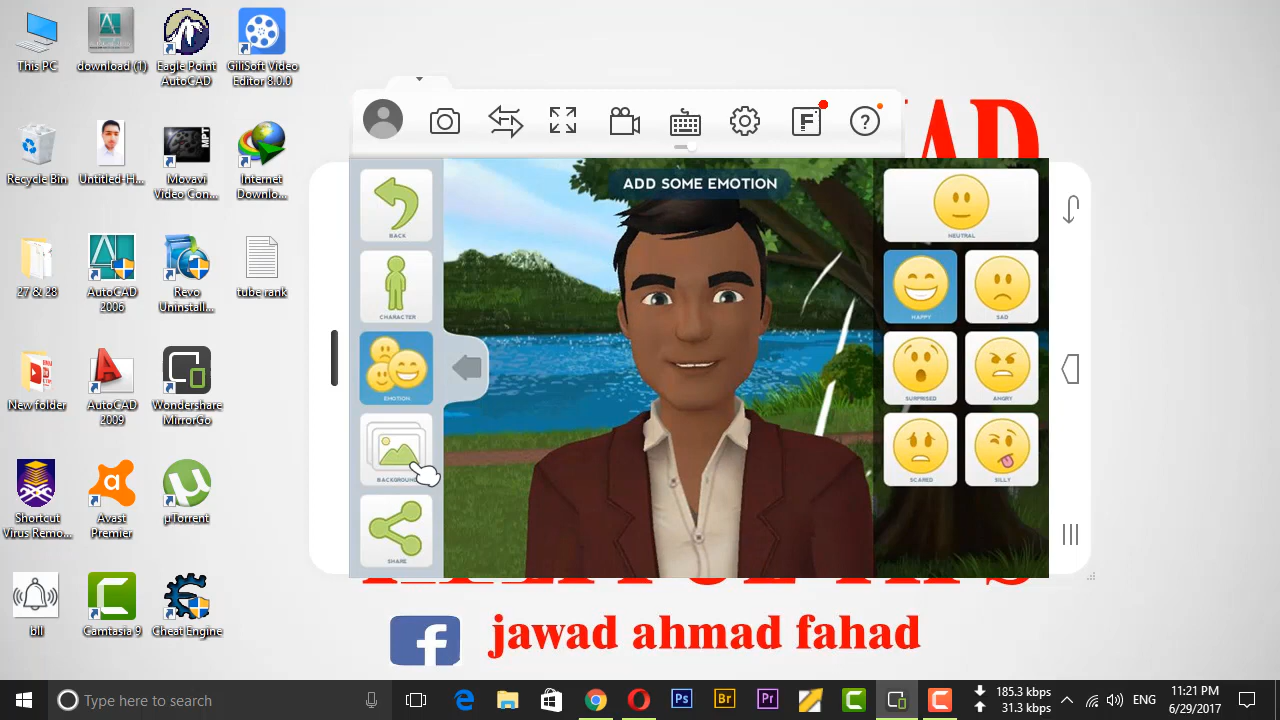 This PC
download (1)
Eagle Point
AutoCAD
GiliSoft Video
Editor 8.0.0
Recycle Bin
Untitled-H...
Movavi
Video Con...
Internet
Downlo...
27 & 28
AutoCAD
2006
Revo
Uninstall...
tube rank
New folder
AutoCAD
2009
Wondershare
MirrorGo
Shortcut
Virus Remo...
Avast
Premier
µTorrent
bll
Camtasia 9
Cheat Engine
MPT
F
?
ADD SOME EMOTION
BACK
CHARACTER
EMOTION
BACKGROUND
SHARE
NEUTRAL
HAPPY
SAD
SURPRISED
ANGRY
SCARED
SILLY
f
jawad ahmad fahad
Type here to search
Ps
Br
Pr
185.3 kbps
31.3 kbps
ENG
11:21 PM
6/29/2017